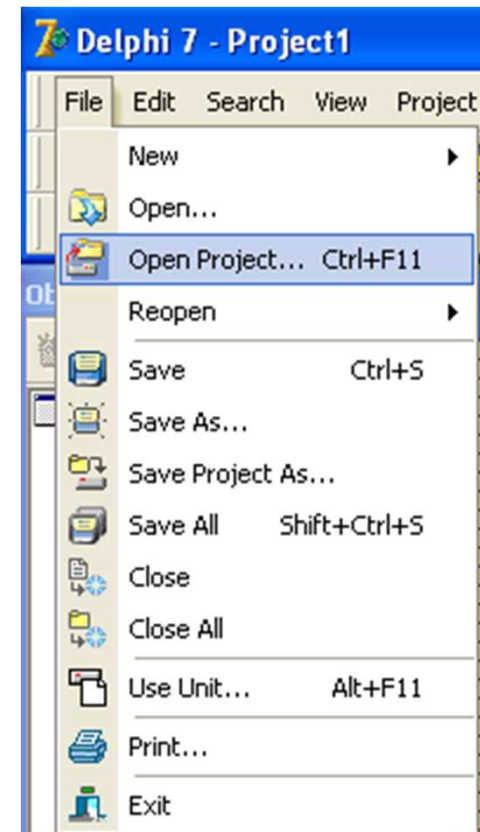 Delphi 7 - Project1
File Edit Search View Project
New
Open...
Open Project... Ctrl+F11
Ob
Reopen
Save Ctrl+S
Save As...
Save Project As...
Save All Shift+Ctrl+S
Close
Close All
Use Unit... Alt+F11
Print...
Exit